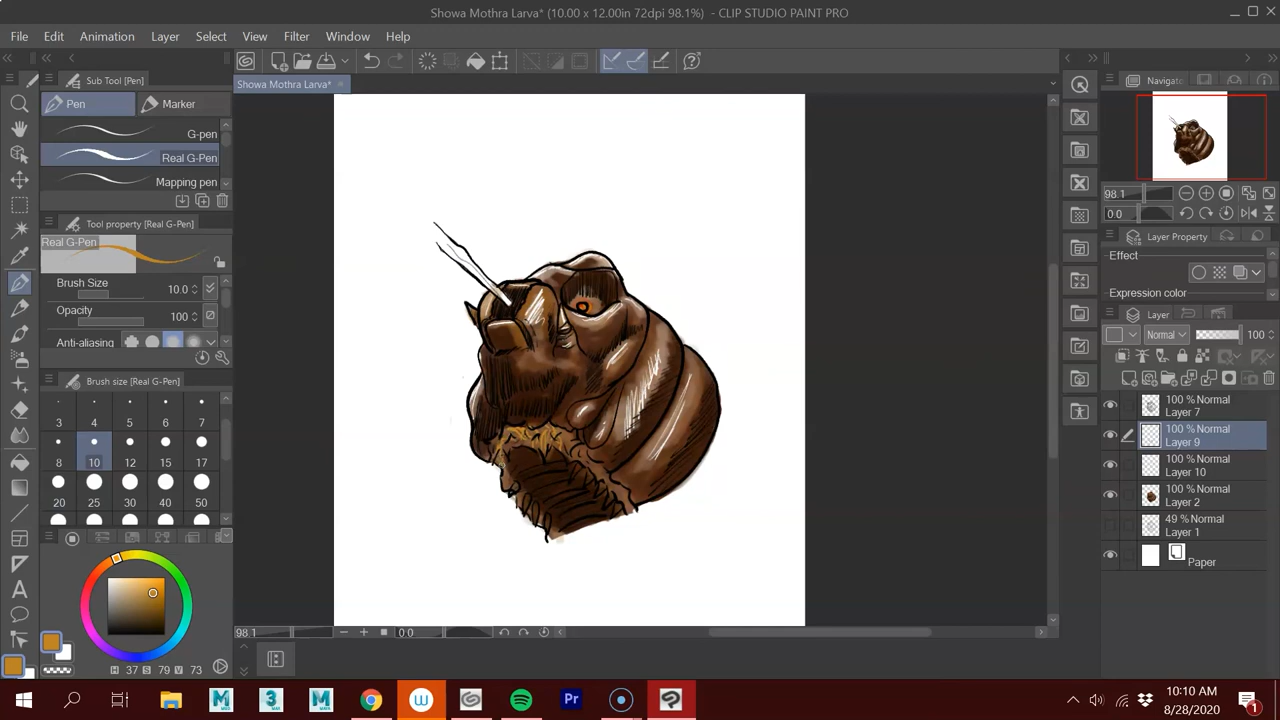 Showa Mothra Larva* (10.00 x 12.00in 72dpi 98.1%) - CLIP STUDIO PAINT PRO
File Edit Animation Layer Select View Filter Window Help
Sub Tool [Pen]
Pen Marker
G-pen
Real G-Pen
Mapping pen
Tool property [Real G-Pen]
Real G-Pen
Brush Size 10.0
Opacity 100
Anti-aliasing
Brush size [Real G-Pen]
3 4 5 6 7
8 10 12 15 17
20 25 30 40 50
H 37 S 79 V 73
Showa Mothra Larva*
98.1 0.0
Navigate
98.1
0.0
Layer Property
Effect
Expression color
Layer
Normal 100
100 % Normal
Layer 7
100 % Normal
Layer 9
100 % Normal
Layer 10
100 % Normal
Layer 2
49 % Normal
Layer 1
Paper
MAX 3 MAYA
Pr
10:10 AM
8/28/2020
1